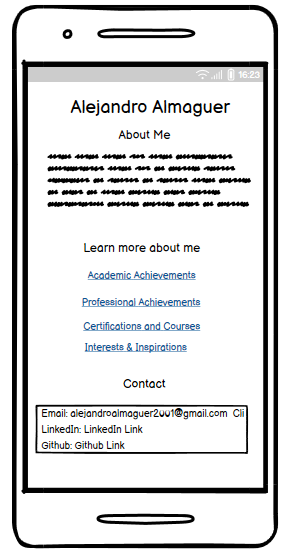 16:23
Alejandro Almaguer
About Me
Learn more about me
Academic Achievements
Professional Achievements
Certifications and Courses
Interests & Inspirations
Contact
Email: alejandroalmaguer2001@gmail.com Cli
LinkedIn: LinkedIn Link
Github: Github Link